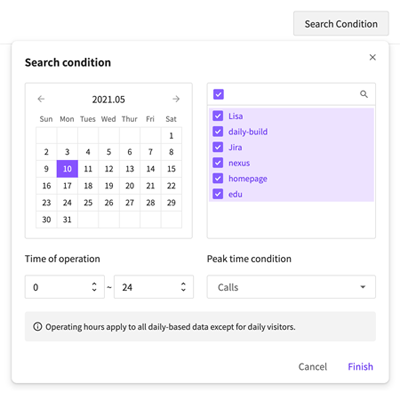 Search Condition
Search condition
2021.05
Sun Mon Tues Wed Thur Fri Sat
1
2 3 4 5 6 7 8
9 10 11 12 13 14 15
16 17 18 19 20 21 22
23 24 25 26 27 28 29
30 31
Lisa
daily-build
Jira
nexus
homepage
edu
Time of operation
0 ~ 24
Peak time condition
Calls
Operating hours apply to all daily-based data except for daily visitors.
Cancel Finish